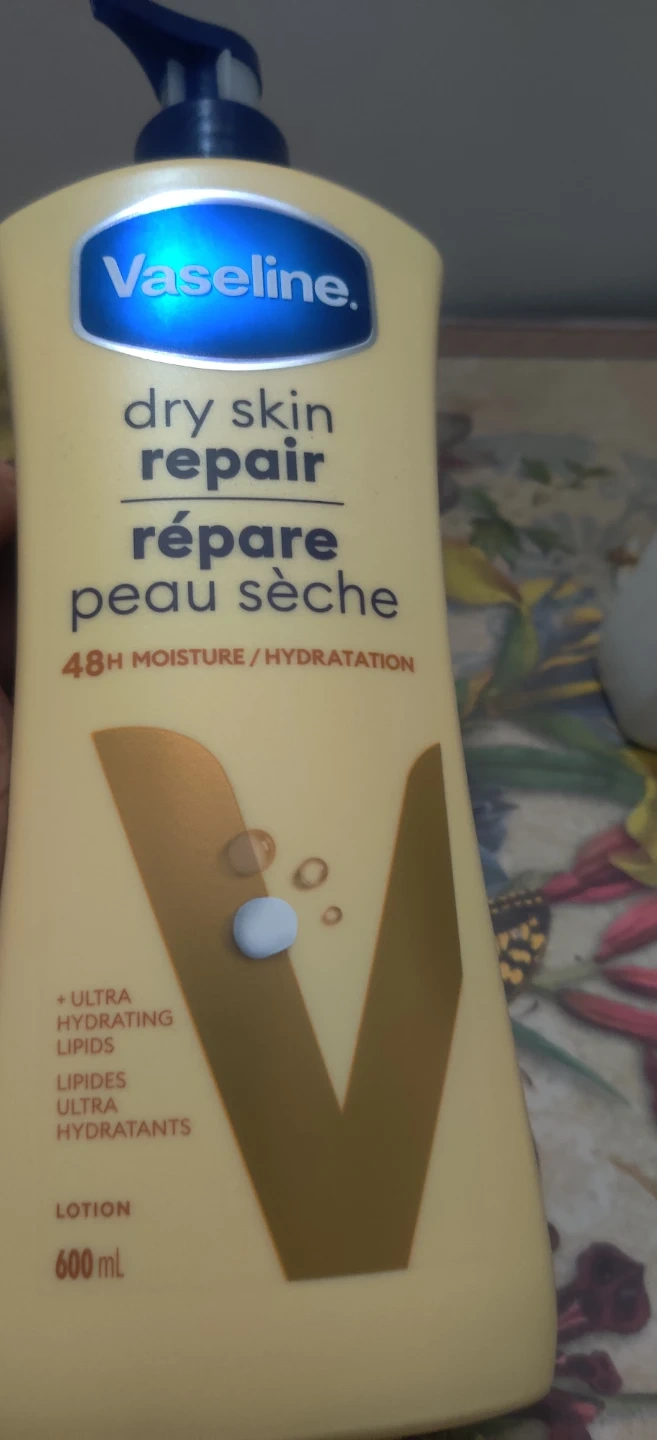 Vaseline.
dry skin
repair
répare
peau sèche
48H MOISTURE / HYDRATATION
+ ULTRA
HYDRATING
LIPIDS
LIPIDES
ULTRA
HYDRATANTS
LOTION
600 mL